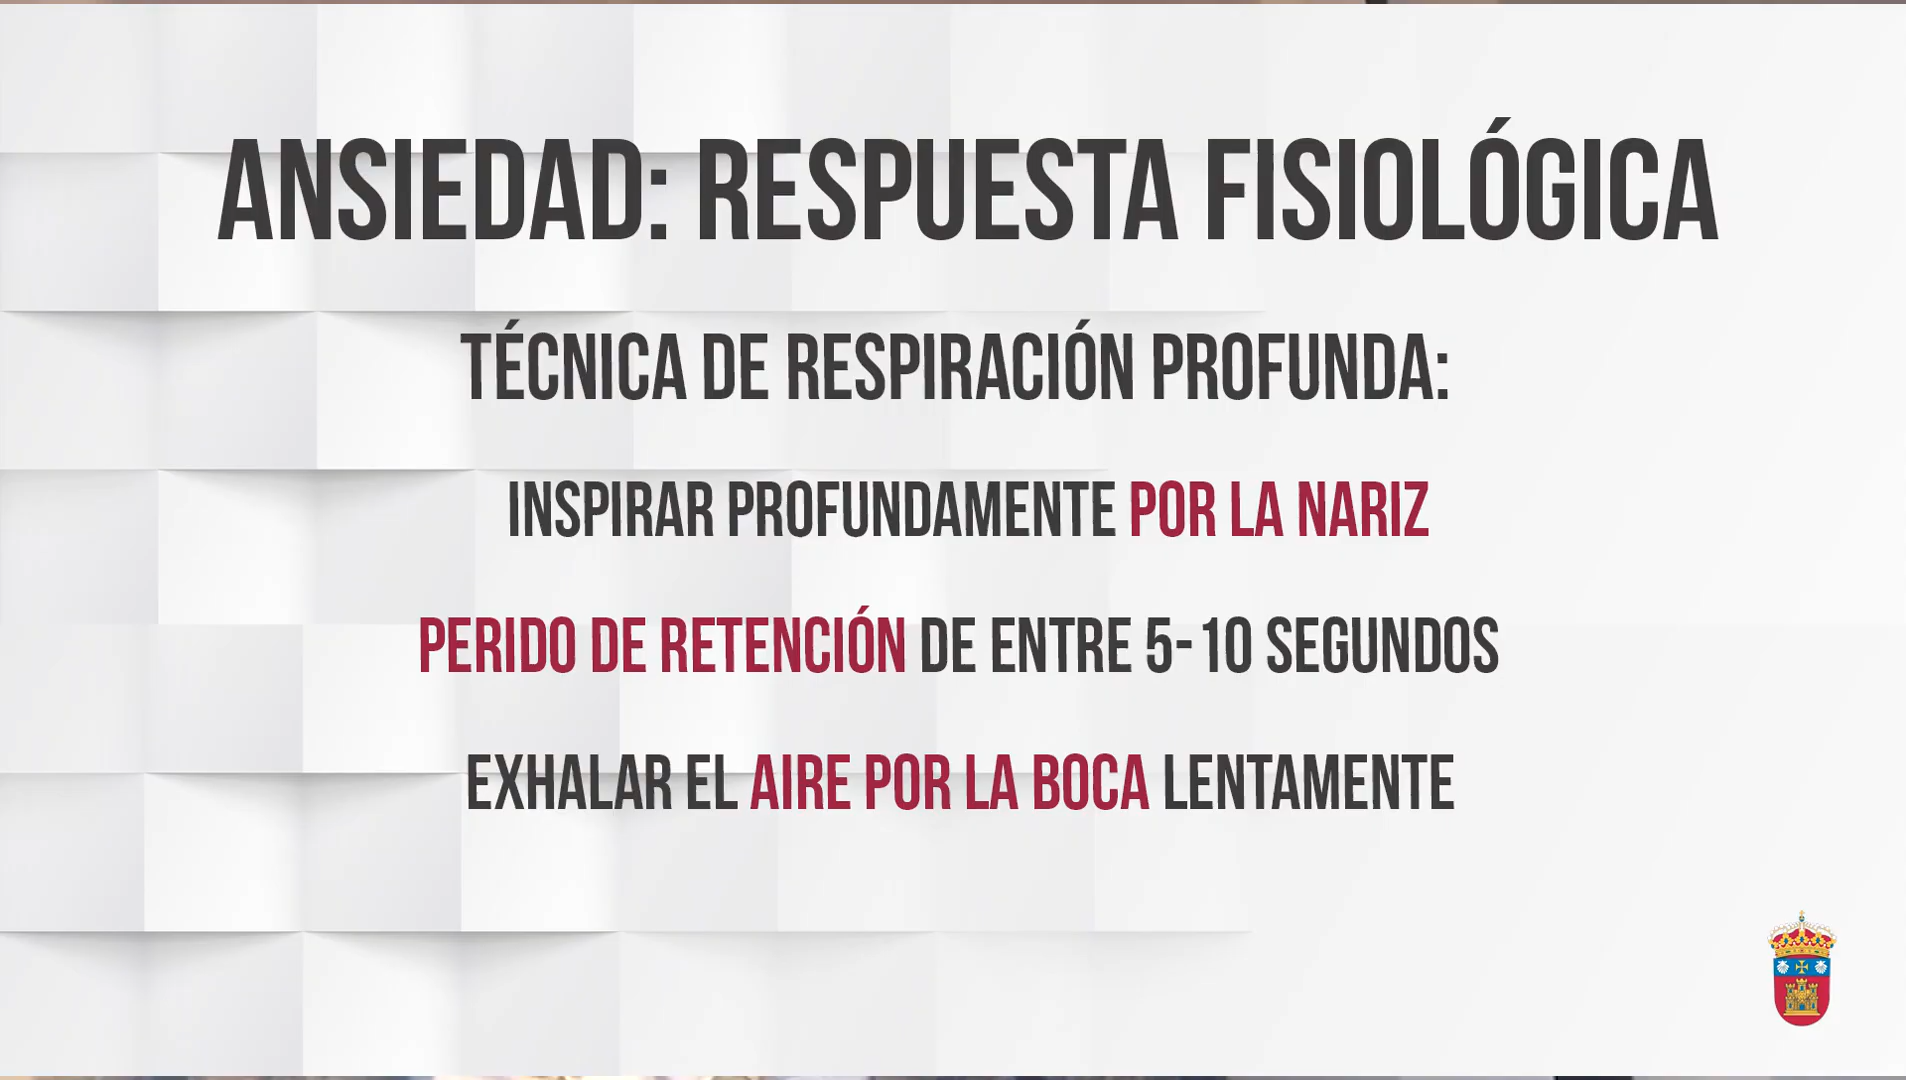 ANSIEDAD: RESPUESTA FISIOLÓGICA
TÉCNICA DE RESPIRACIÓN PROFUNDA:
INSPIRAR PROFUNDAMENTE POR LA NARIZ
PERIDO DE RETENCIÓN DE ENTRE 5-10 SEGUNDOS
EXHALAR EL AIRE POR LA BOCA LENTAMENTE